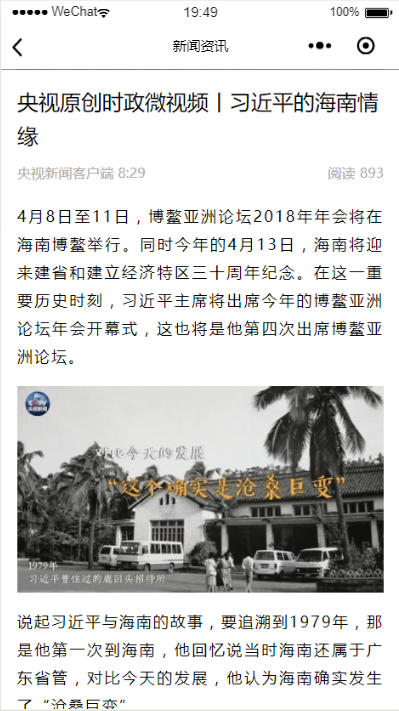 WeChat 19:49 100%
新闻资讯
央视原创时政微视频丨习近平的海南情
缘
央视新闻客户端 8:29 阅读 893
4月8日至11日，博鳌亚洲论坛2018年年会将在
海南博鳌举行。同时今年的4月13日，海南将迎
来建省和建立经济特区三十周年纪念。在这一重
要历史时刻，习近平主席将出席今年的博鳌亚洲
论坛年会开幕式，这也将是他第四次出席博鳌亚
洲论坛。
CCTV
央视新闻
对比今天的发展
“这个确实是沧桑巨变”
1979年
习近平曾住过的鹿回头招待所
说起习近平与海南的故事，要追溯到1979年，那
是他第一次到海南，他回忆说当时海南还属于广
东省管，对比今天的发展，他认为海南确实发生
了“沧桑巨变”